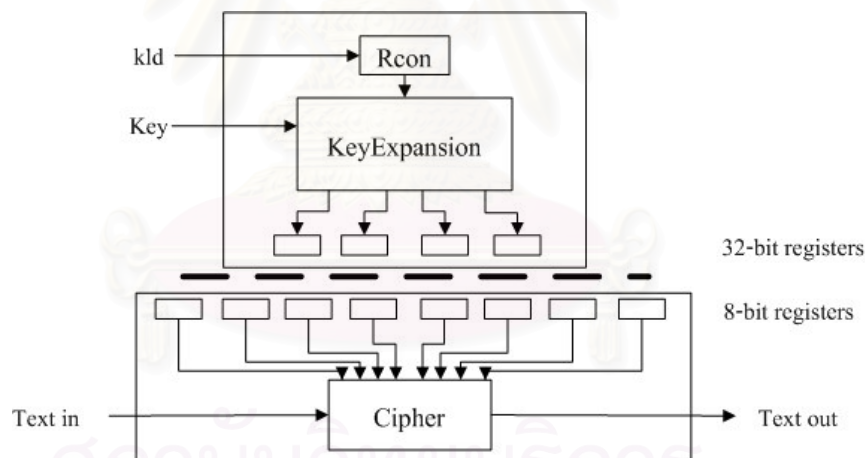 kld
Rcon
Key
KeyExpansion
32-bit registers
8-bit registers
Text in
Cipher
Text out